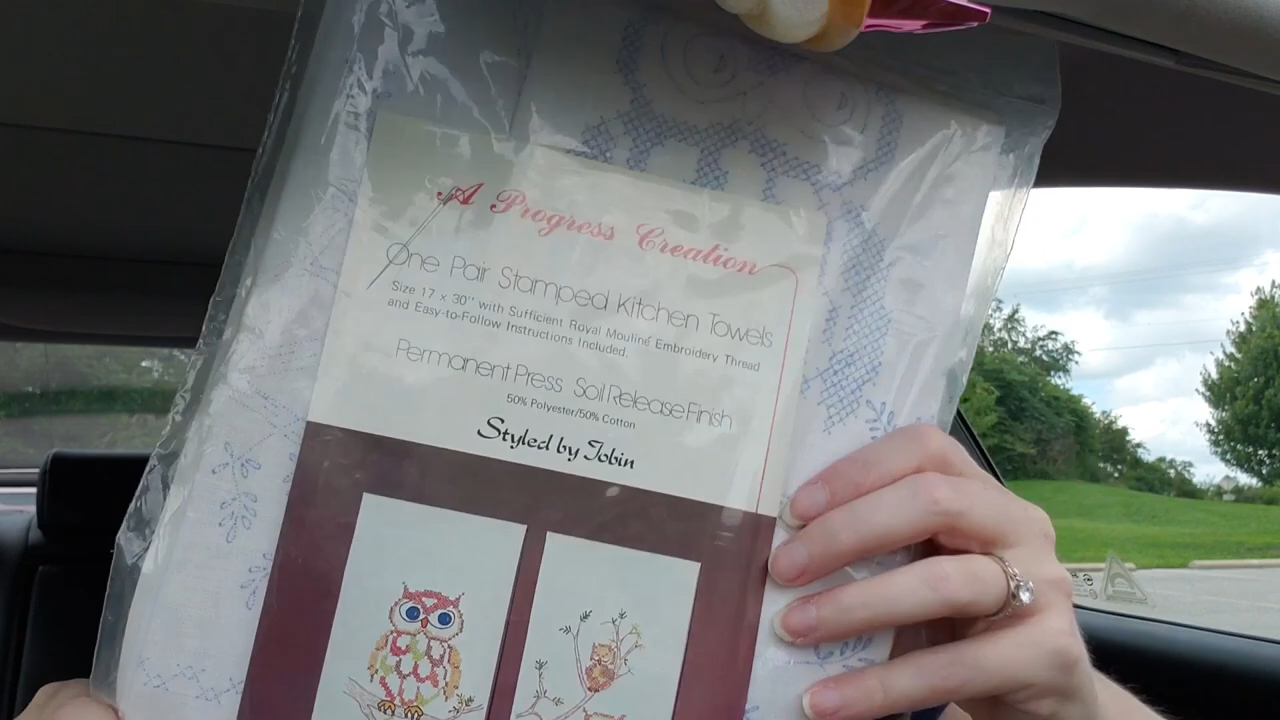 A Progress Creation
One Pair Stamped Kitchen Towels
Size 17 x 30" with Sufficient Royal Mouliné Embroidery Thread
and Easy-to-Follow Instructions Included.
Permanent Press Soil Release Finish
50% Polyester/50% Cotton
Styled by Jobin